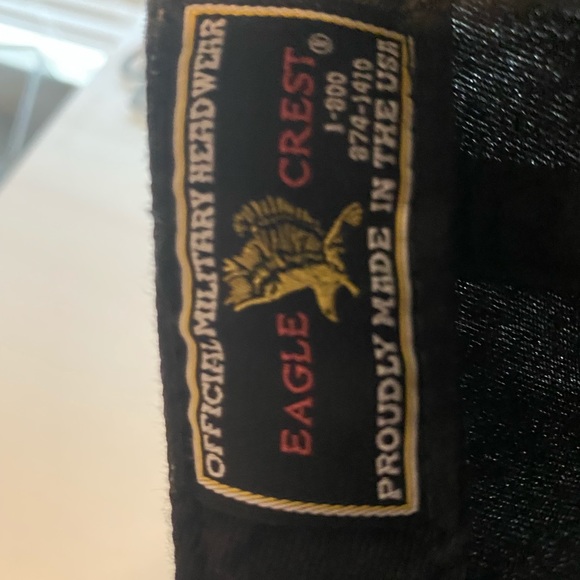 OFFICIAL MILITARY HEADWEAR
EAGLE CREST®
1-800
874-1410
PROUDLY MADE IN THE USA